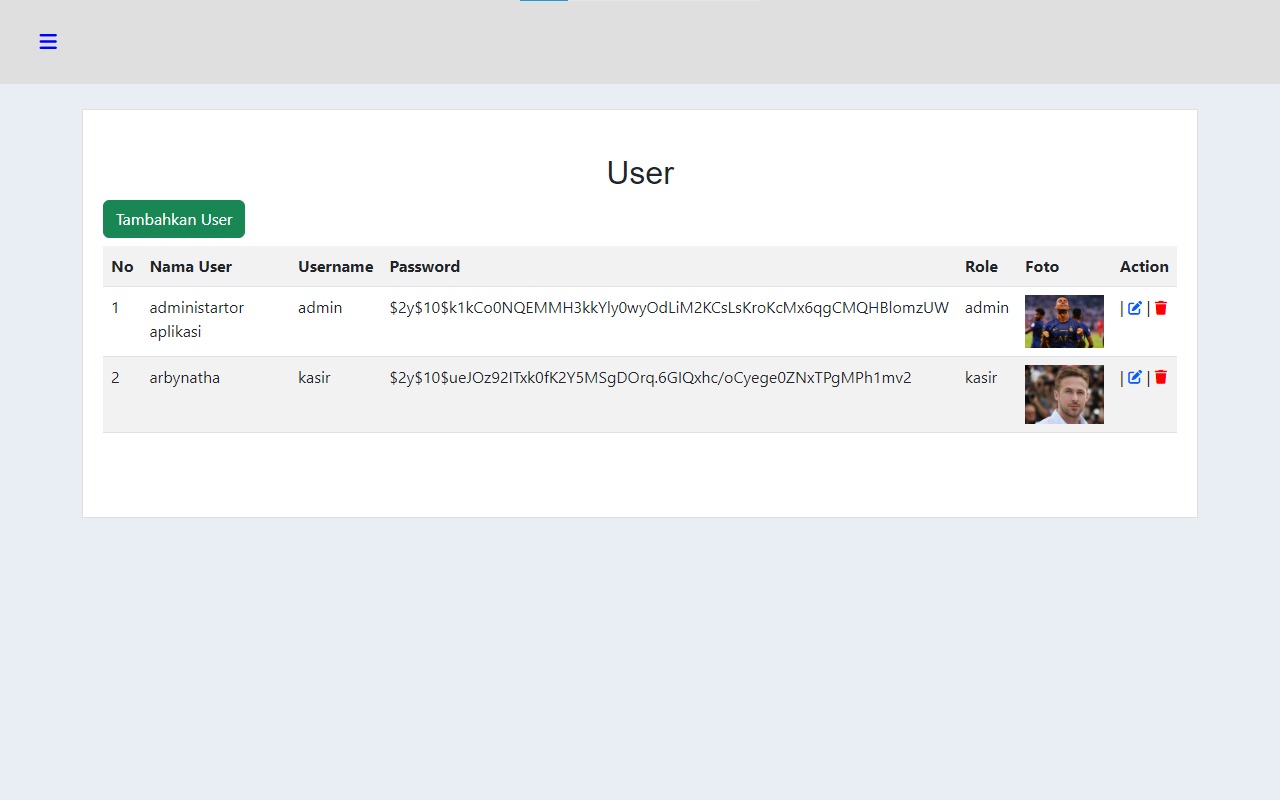 User
Tambahkan User
No Nama User Username Password Role Foto Action
1 administartor admin $2y$10$k1kCo0NQEMMH3kkYly0wyOdLiM2KCsLsKroKcMx6qgCMQHBlomzUW admin | |
aplikasi
2 arbynatha kasir $2y$10$ueJOz92ITxk0fK2Y5MSgDOrq.6GIQxhc/oCyege0ZNxTPgMPh1mv2 kasir | |